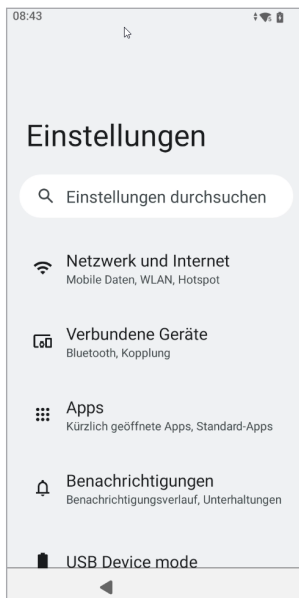 08:43
Einstellungen
Einstellungen durchsuchen
Netzwerk und Internet
Mobile Daten, WLAN, Hotspot
Verbundene Geräte
Bluetooth, Kopplung
Apps
Kürzlich geöffnete Apps, Standard-Apps
Benachrichtigungen
Benachrichtigungsverlauf, Unterhaltungen
USB Device mode